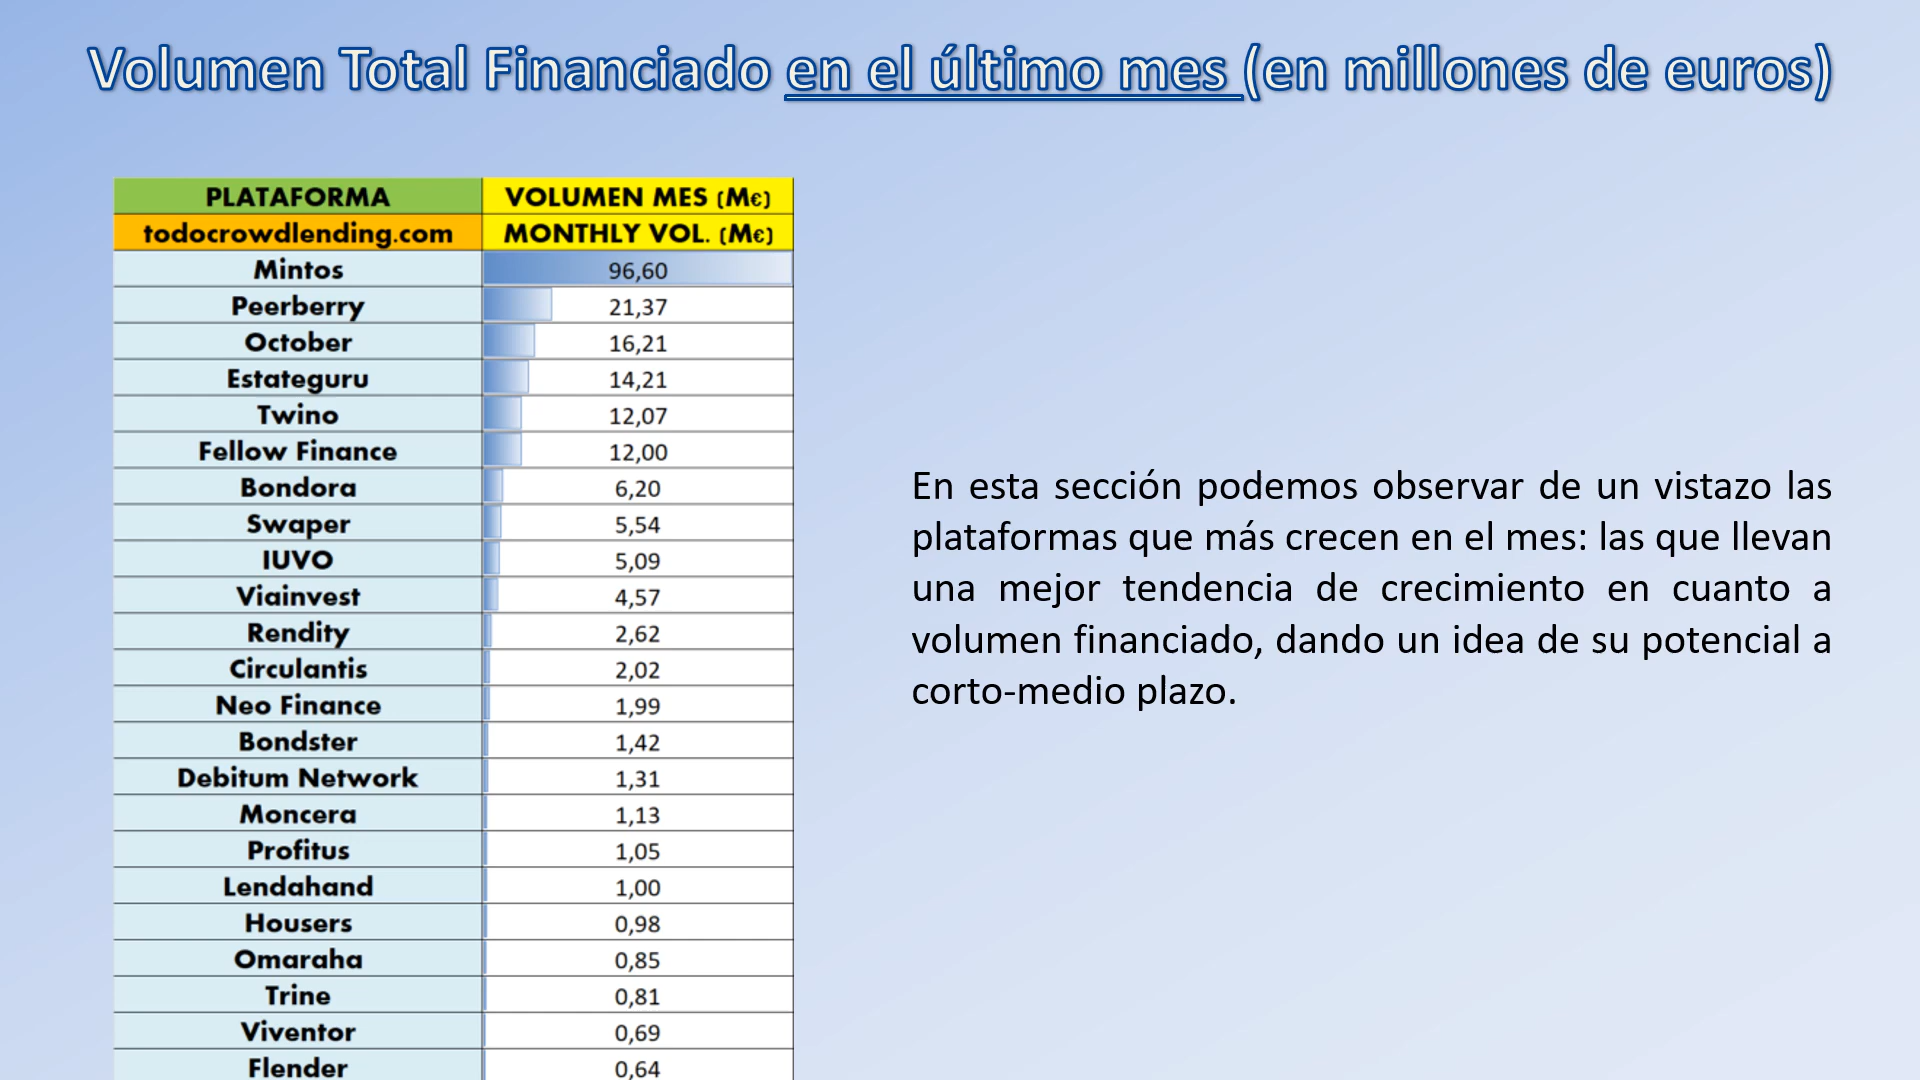 Volumen Total Financiado en el último mes (en millones de euros)
PLATAFORMA VOLUMEN MES (M€)
todocrowdlending.com MONTHLY VOL. (M€)
Mintos 96,60
Peerberry 21,37
October 16,21
Estateguru 14,21
Twino 12,07
Fellow Finance 12,00
Bondora 6,20
Swaper 5,54
IUVO 5,09
Viainvest 4,57
Rendity 2,62
Circulantis 2,02
Neo Finance 1,99
Bondster 1,42
Debitum Network 1,31
Moncera 1,13
Profitus 1,05
Lendahand 1,00
Housers 0,98
Omaraha 0,85
Trine 0,81
Viventor 0,69
Flender 0,64
En esta sección podemos observar de un vistazo las
plataformas que más crecen en el mes: las que llevan
una mejor tendencia de crecimiento en cuanto a
volumen financiado, dando un idea de su potencial a
corto-medio plazo.